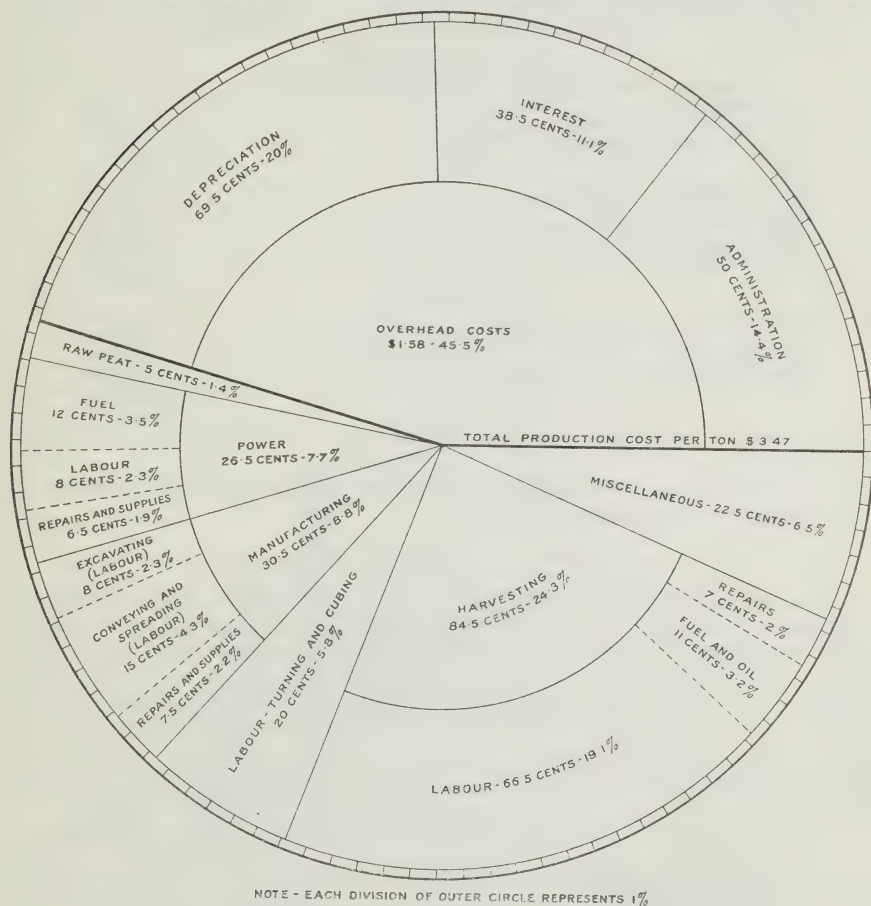 DEPRECIATION
69 5 CENTS-20%
INTEREST
38·5 CENTS-11·1%
ADMINISTRATION
50 CENTS-14·4%
OVERHEAD COSTS
$1·58 - 45·5%
RAW PEAT - 5 CENTS-1·4%
FUEL
12 CENTS-3·5%
LABOUR
8 CENTS-2·3%
REPAIRS AND SUPPLIES
6·5 CENTS-1·9%
POWER
26·5 CENTS-7·7%
TOTAL PRODUCTION COST PER TON $3 47
MISCELLANEOUS-22 5 CENTS-6 5%
EXCAVATING
(LABOUR)
8 CENTS-2·3%
CONVEYING AND
SPREADING
(LABOUR)
15 CENTS-4·3%
REPAIRS AND SUPPLIES
7·5 CENTS-2·2%
MANUFACTURING
30·5 CENTS-8·8%
LABOUR-TURNING AND CUBING
20 CENTS-5·8%
HARVESTING
84·5 CENTS-24·3%
REPAIRS
7 CENTS-2%
FUEL AND OIL
11 CENTS-3·2%
LABOUR-66 5 CENTS-19 1%
NOTE - EACH DIVISION OF OUTER CIRCLE REPRESENTS 1%